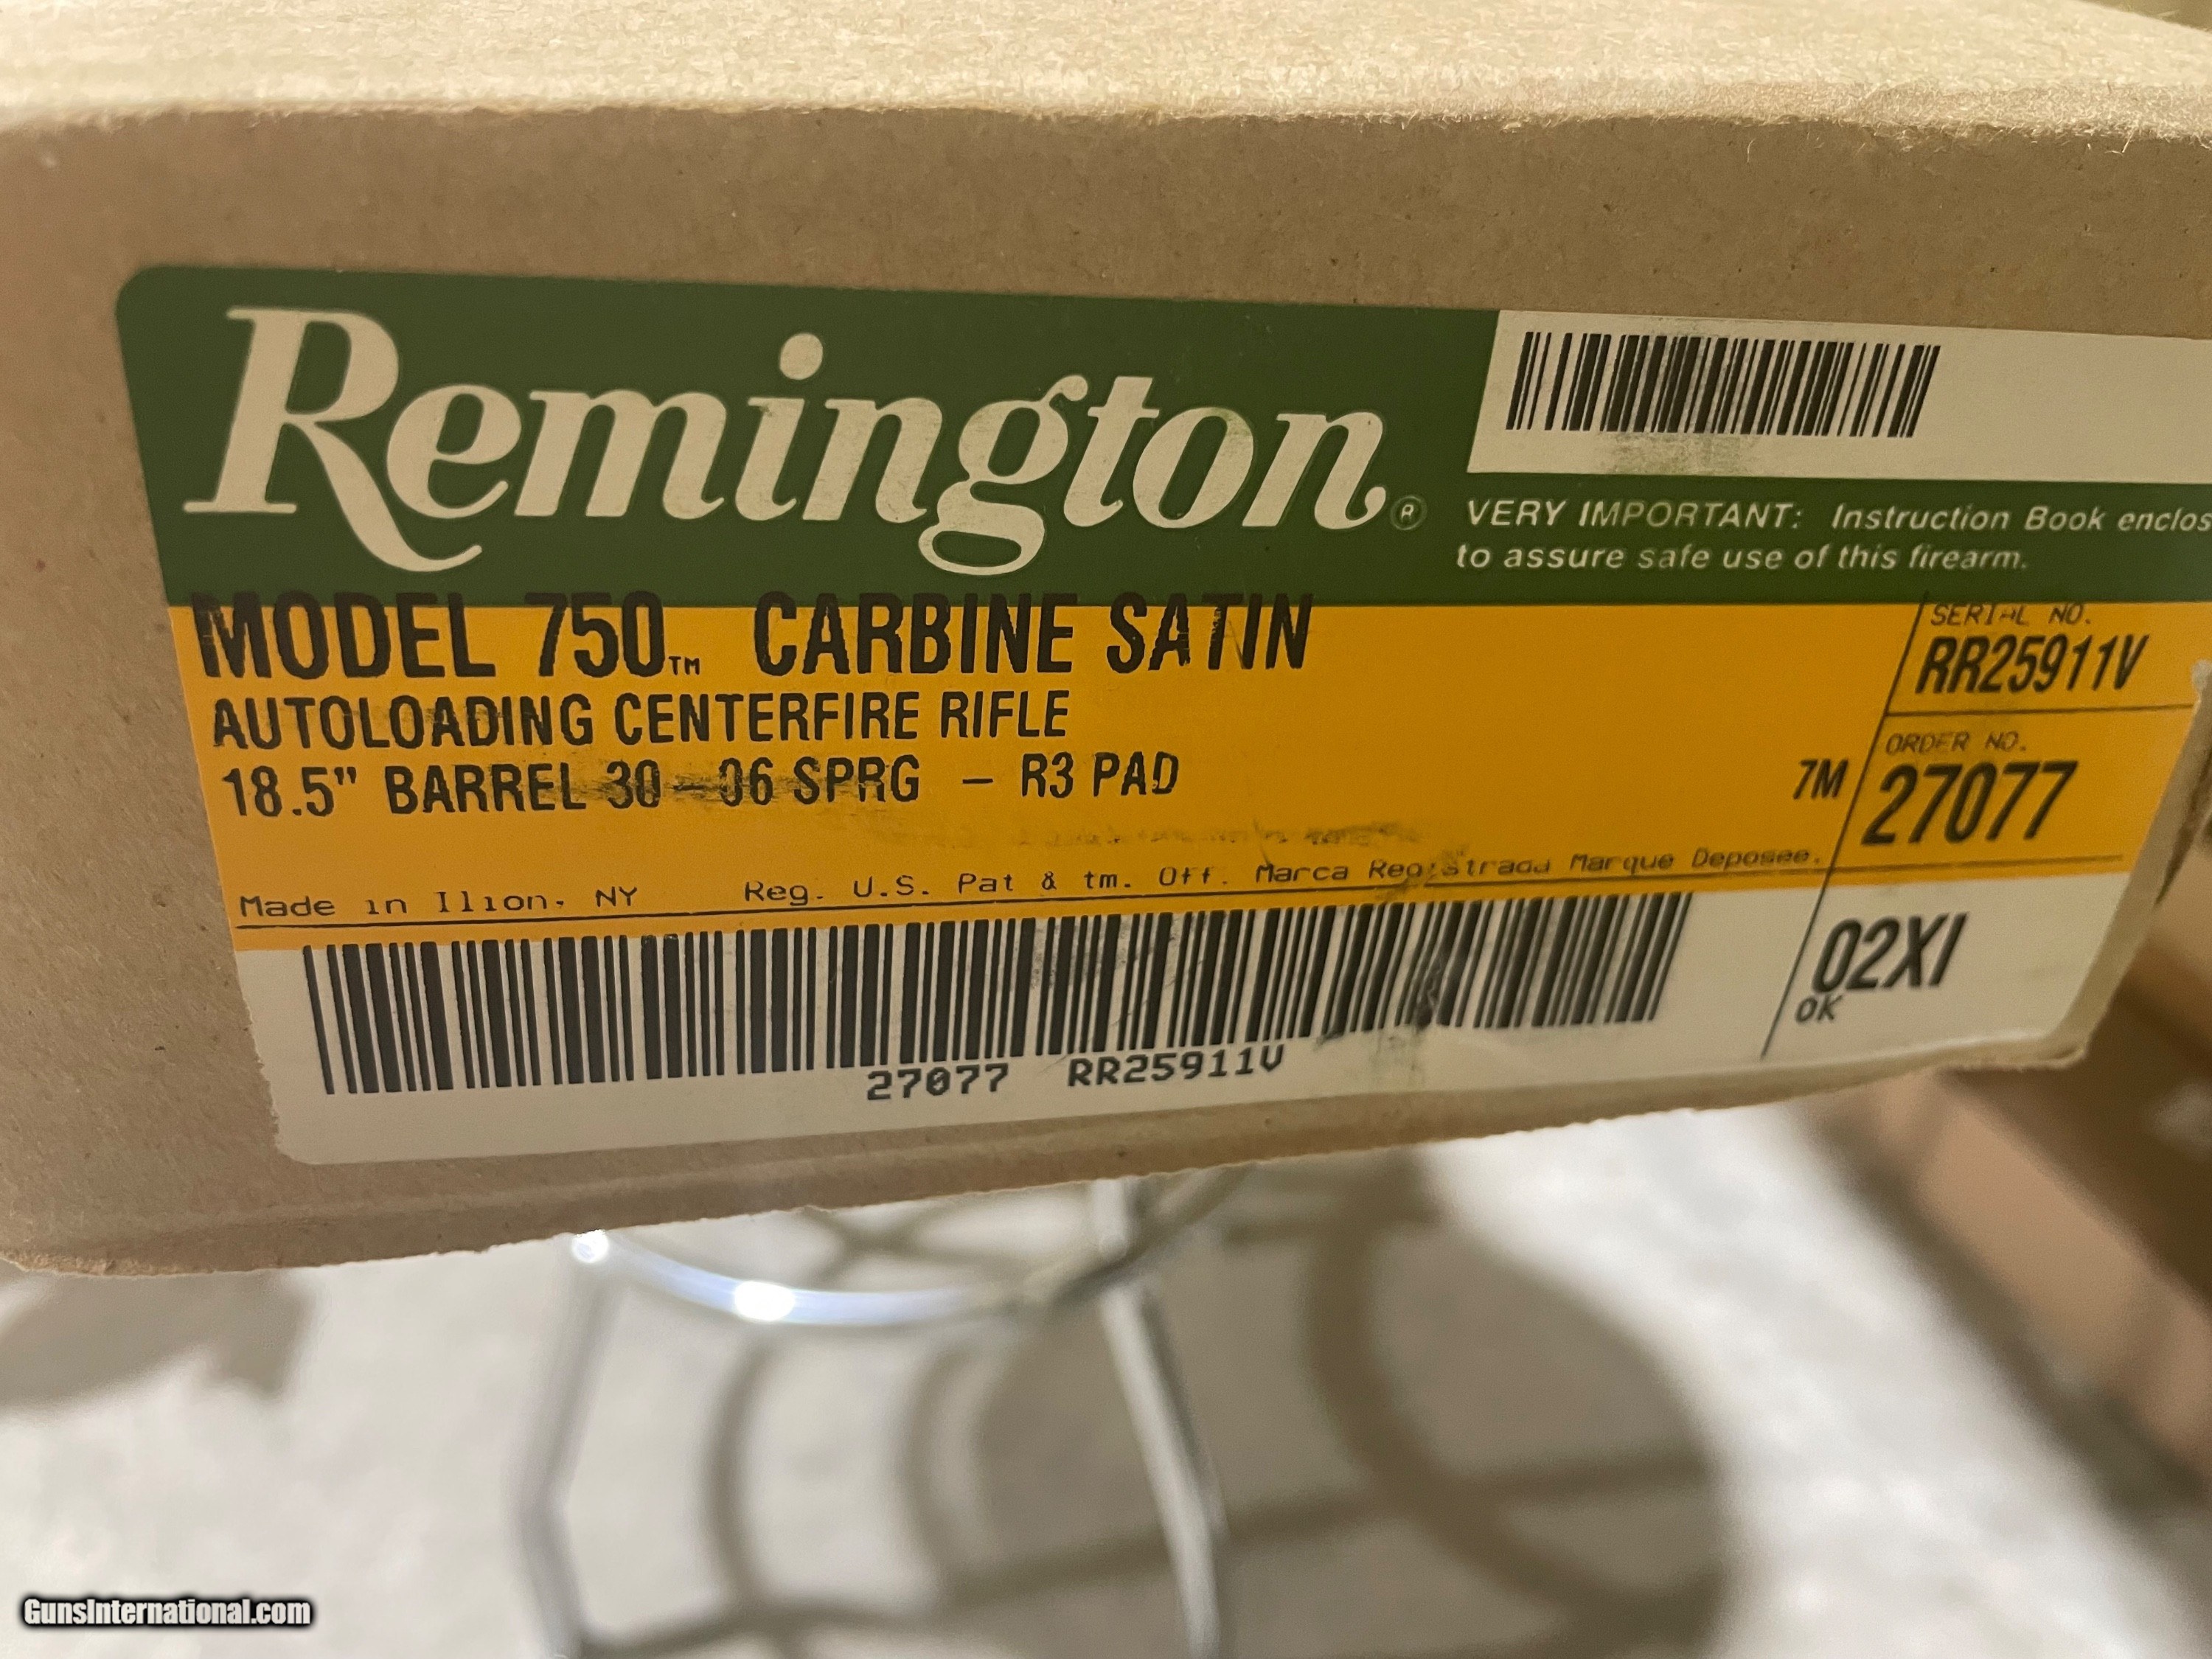 Remington®
VERY IMPORTANT: Instruction Book enclos
to assure safe use of this firearm.
MODEL 750™ CARBINE SATIN
AUTOLOADING CENTERFIRE RIFLE
18.5" BARREL 30-06 SPRG - R3 PAD
7M
SERIAL NO.
RR25911V
ORDER NO.
27077
Made in Ilion, NY Reg. U.S. Pat & tm. Off. Marca Registrada Marque Deposee.
02XI
OK
27077 RR25911V
GunsInternational.com